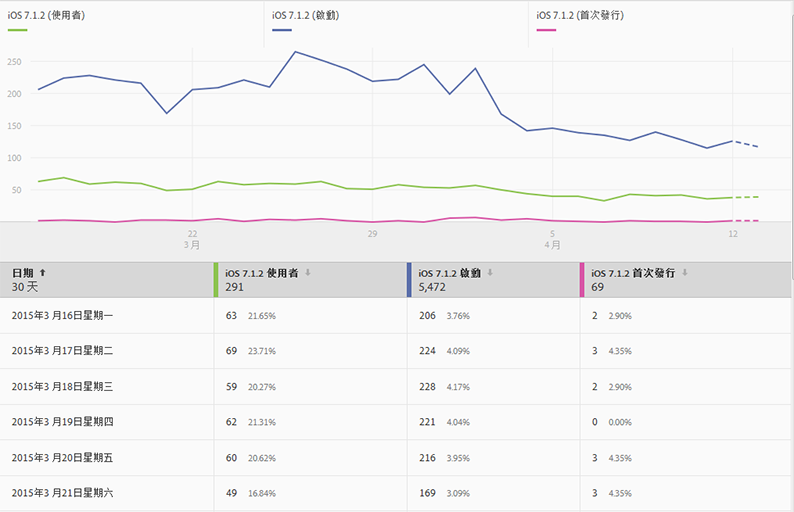 iOS 7.1.2 (使用者)
iOS 7.1.2 (啟動)
iOS 7.1.2 (首次發行)
250
200
150
100
50
22
29
5
12
3 月
4 月
日期 ⬆ iOS 7.1.2 使用者 ⬇ iOS 7.1.2 啟動 ⬇ iOS 7.1.2 首次發行 ⬇
30 天 291 5,472 69
2015年3 月16日星期一 63 21.65% 206 3.76% 2 2.90%
2015年3 月17日星期二 69 23.71% 224 4.09% 3 4.35%
2015年3 月18日星期三 59 20.27% 228 4.17% 2 2.90%
2015年3 月19日星期四 62 21.31% 221 4.04% 0 0.00%
2015年3 月20日星期五 60 20.62% 216 3.95% 3 4.35%
2015年3 月21日星期六 49 16.84% 169 3.09% 3 4.35%